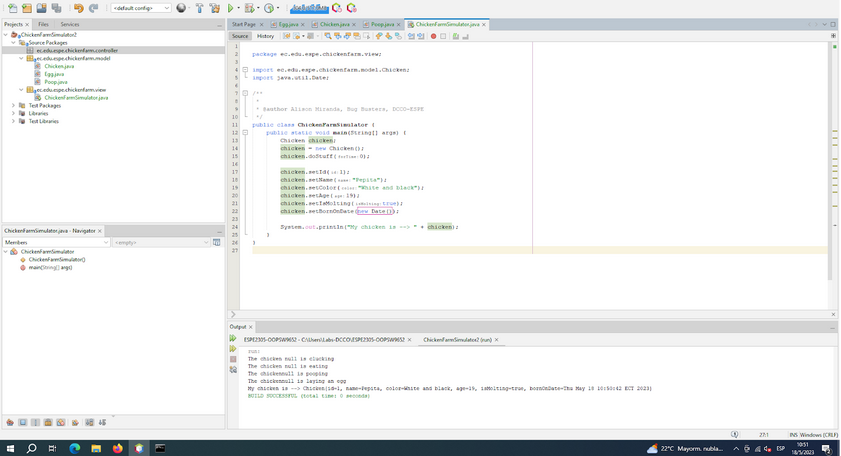 <default config>
Projects ×
Files
Services
ChickenFarmSimulator2
Source Packages
ec.edu.espe.chickenfarm.controller
ec.edu.espe.chickenfarm.model
Chicken.java
Egg.java
Poop.java
ec.edu.espe.chickenfarm.view
ChickenFarmSimulator.java
Test Packages
Libraries
Test Libraries
ChickenFarmSimulator.java - Navigator ×
Members
<empty>
ChickenFarmSimulator
ChickenFarmSimulator()
main(String[] args)
Start Page ×
Egg.java ×
Chicken.java ×
Poop.java ×
ChickenFarmSimulator.java ×
Source
History
1
2 package ec.edu.espe.chickenfarm.view;
3
4 import ec.edu.espe.chickenfarm.model.Chicken;
5 import java.util.Date;
6
7 /**
8 *
9 * @author Alison Miranda, Bug Busters, DCCO-ESPE
10 */
11 public class ChickenFarmSimulator {
12 public static void main(String[] args) {
13 Chicken chicken;
14 chicken = new Chicken();
15 chicken.doStuff(forTime: 0);
16
17 chicken.setId(id: 1);
18 chicken.setName(name: "Pepita");
19 chicken.setColor(color: "White and black");
20 chicken.setAge(age: 19);
21 chicken.setIsMolting(isMolting: true);
22 chicken.setBornOnDate(new Date());
23
24 System.out.println("My chicken is --> " + chicken);
25 }
26 }
27
Output ×
ESPE2305-OOPSW9652 - C:\Users\Labs-DCCO\ESPE2305-OOPSW9652 ×
ChickenFarmSimulator2 (run) ×
run:
The chicken null is clucking
The chicken null is eating
The chickennull is pooping
The chickennull is laying an egg
My chicken is --> Chicken{id=1, name=Pepita, color=White and black, age=19, isMolting=true, bornOnDate=Thu May 18 10:50:42 ECT 2023}
BUILD SUCCESSFUL (total time: 0 seconds)
27:1
INS
Windows (CRLF)
22°C Mayorm. nubla...
ESP
10:51
18/5/2023